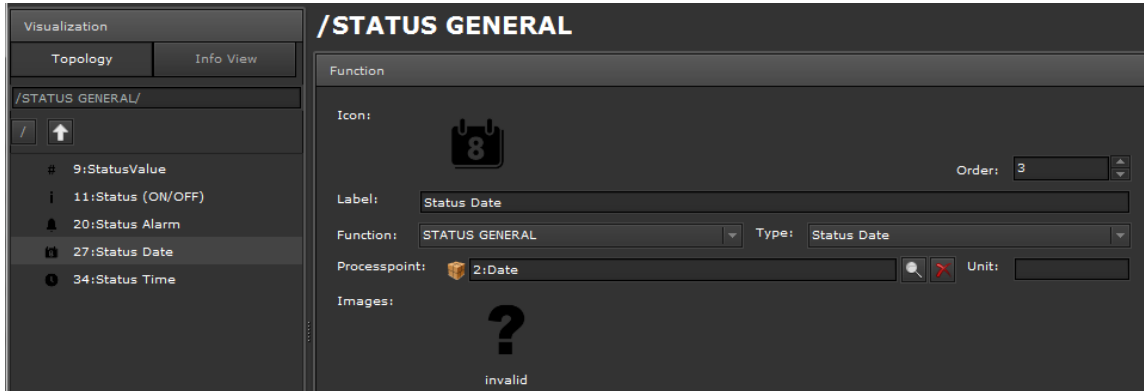 Visualization
Topology
Info View
/STATUS GENERAL/
/
# 9:StatusValue
i 11:Status (ON/OFF)
20:Status Alarm
27:Status Date
34:Status Time
/STATUS GENERAL
Function
Icon:
8
Order: 3
Label: Status Date
Function: STATUS GENERAL Type: Status Date
Processpoint: 2:Date Unit:
Images:
?
invalid